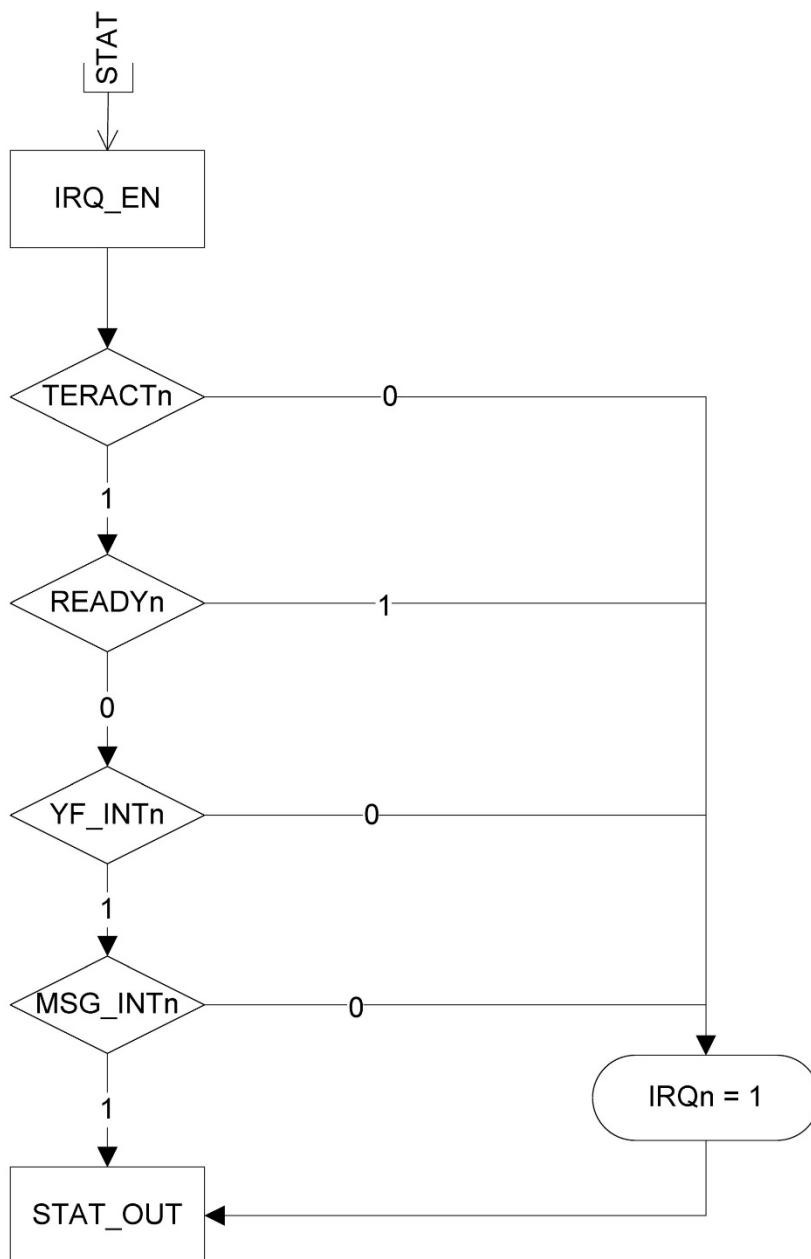 STAT
IRQ_EN
TERACTn
0
1
READYn
1
0
YF_INTn
0
1
MSG_INTn
0
1
IRQn = 1
STAT_OUT